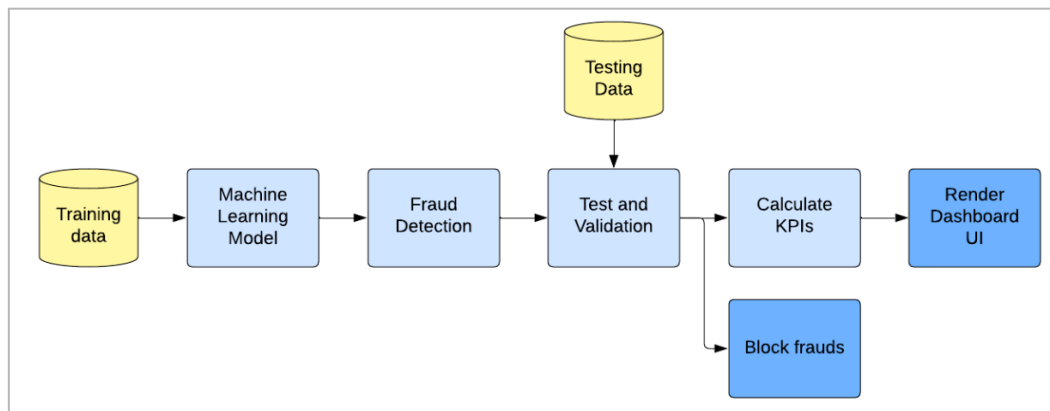 Testing
Data
Training
data
Machine
Learning
Model
Fraud
Detection
Test and
Validation
Calculate
KPIs
Render
Dashboard
UI
Block frauds